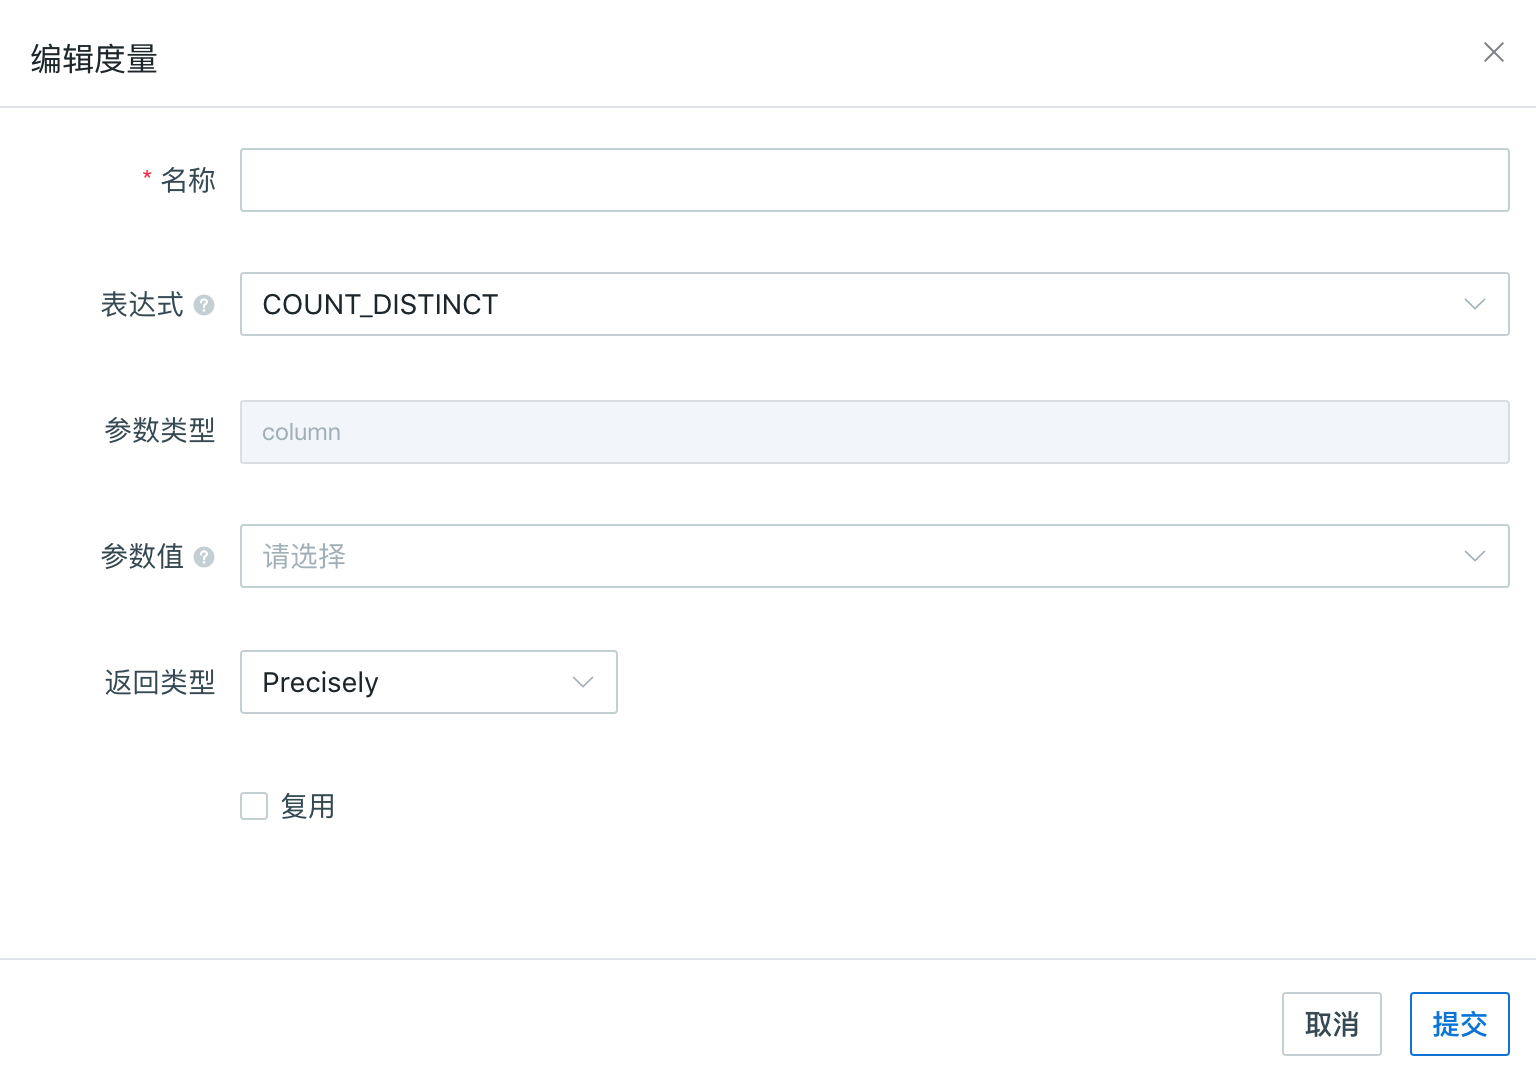 编辑度量
* 名称
表达式 ? COUNT_DISTINCT
参数类型 column
参数值 ? 请选择
返回类型 Precisely
复用
取消 提交